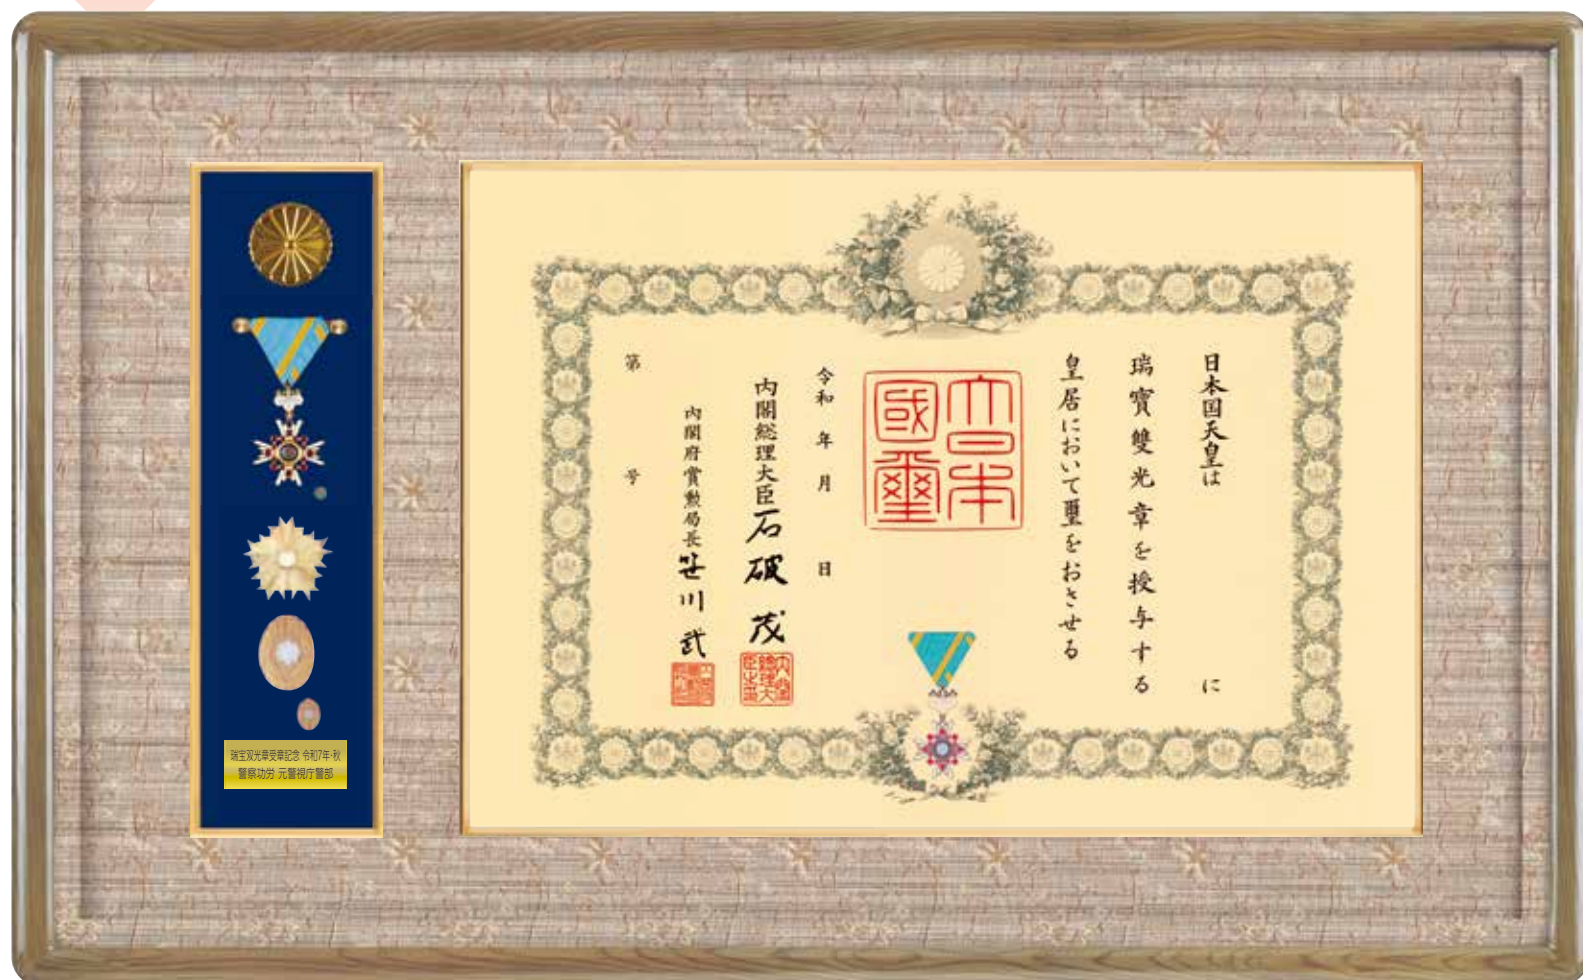 日本国天皇は　に
瑞寶雙光章を授与する
皇居において璽をおさせる
大日本
國璽
令和　年　月　日
内閣総理大臣 石破 茂
内閣府賞勲局長 笹川 武
第　号
瑞宝双光章受章記念 令和7年・秋
警察功労 元警視庁警部